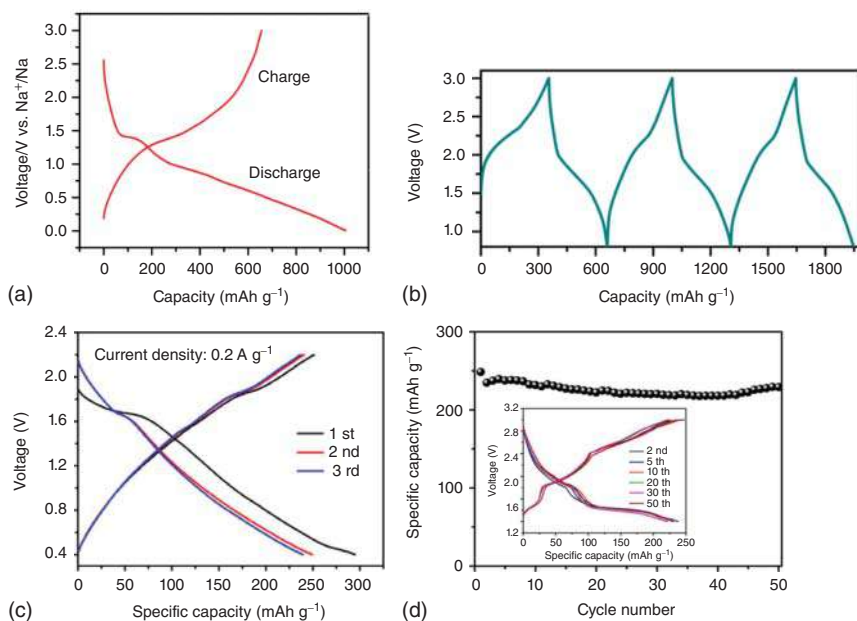 3.0
2.5
2.0
1.5
1.0
0.5
0.0
Voltage/V vs. Na⁺/Na
Charge
Discharge
0 200 400 600 800 1000
Capacity (mAh g⁻¹)
(a)
3.0
2.5
2.0
1.5
1.0
Voltage (V)
0 300 600 900 1200 1500 1800
Capacity (mAh g⁻¹)
(b)
2.4
2.0
1.6
1.2
0.8
0.4
Voltage (V)
Current density: 0.2 A g⁻¹
1 st
2 nd
3 rd
0 50 100 150 200 250 300
Specific capacity (mAh g⁻¹)
(c)
300
250
200
150
100
50
0
Specific capacity (mAh g⁻¹)
3.2
2.8
2.4
2.0
1.6
1.2
Voltage (V)
2 nd
5 th
10 th
20 th
30 th
50 th
0 50 100 150 200 240
Specific capacity (mAh g⁻¹)
0 10 20 30 40 50
Cycle number
(d)